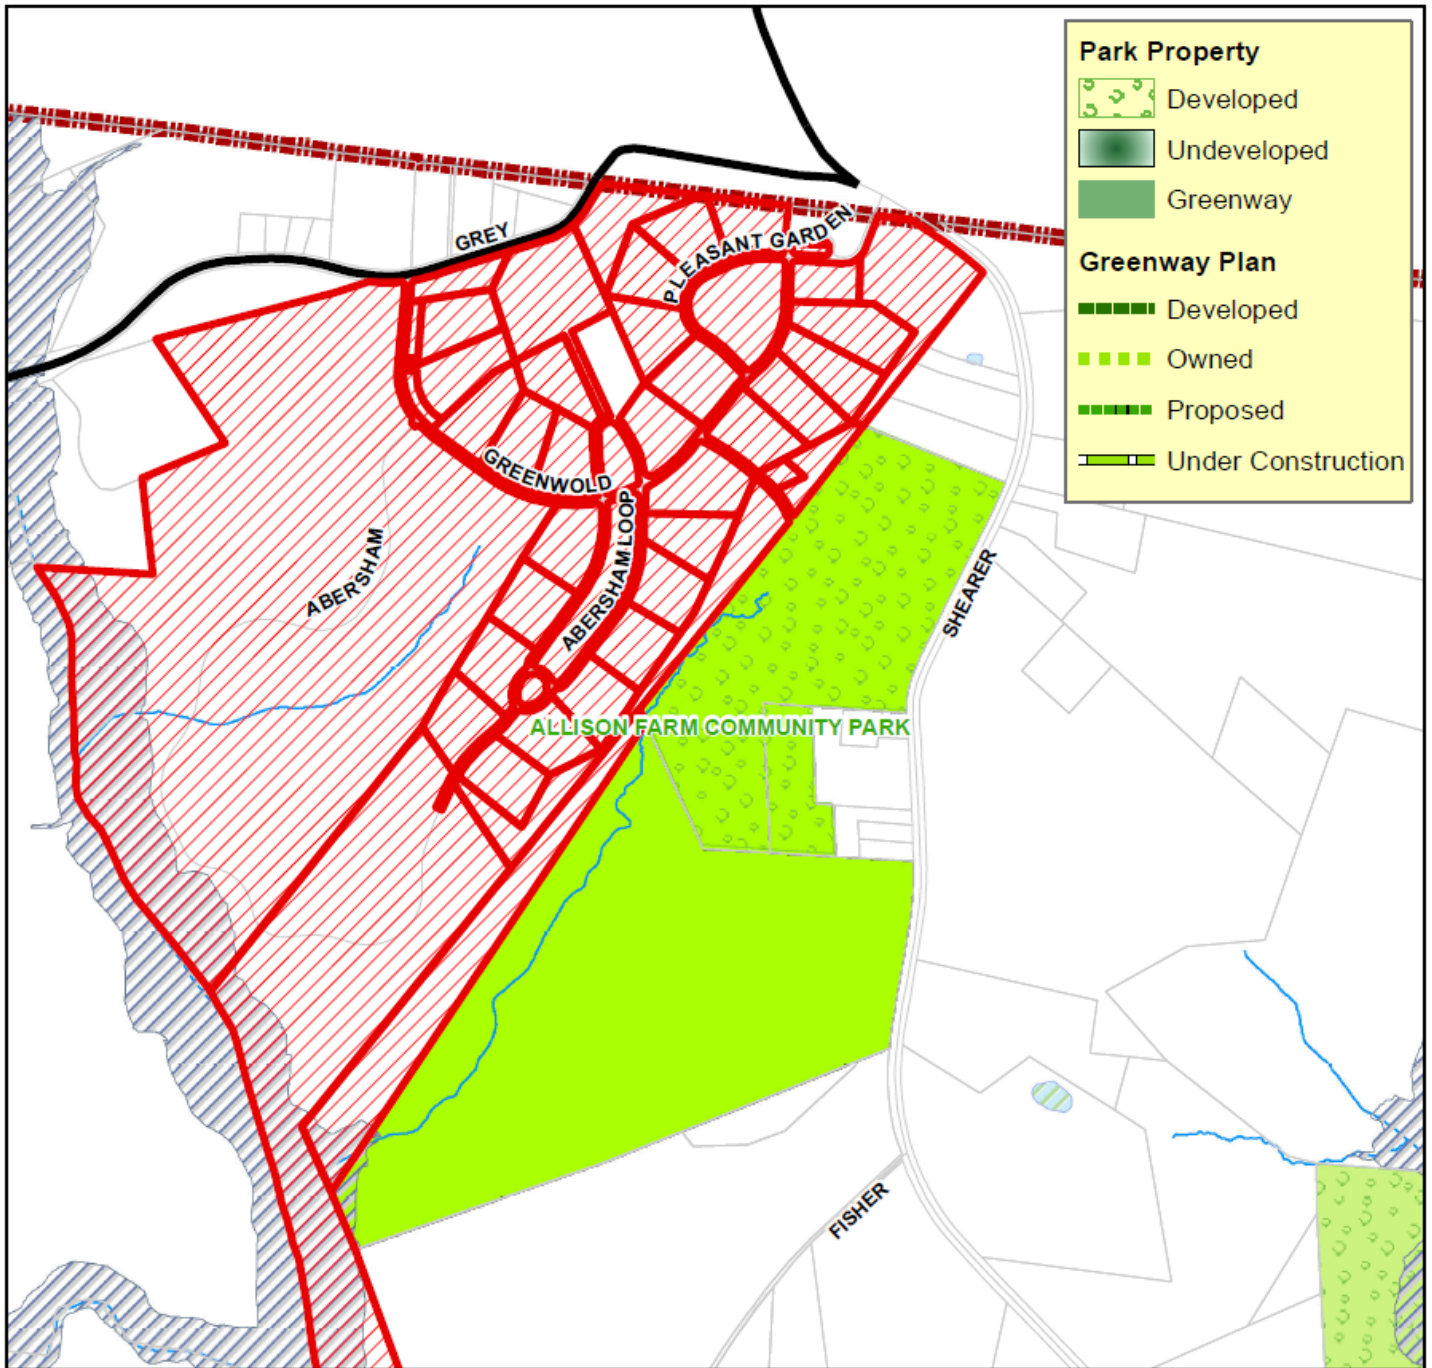 Park Property
Developed
Undeveloped
Greenway
Greenway Plan
Developed
Owned
Proposed
Under Construction
GREY
PLEASANT GARDEN
GREENWOLD
ABERSHAM LOOP
ABERSHAM
SHEARER
ALLISON FARM COMMUNITY PARK
FISHER